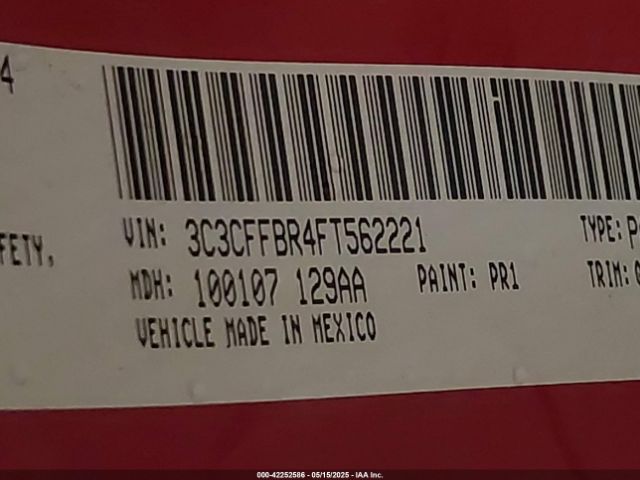 4
FETY,
VIN: 3C3CFFBR4FT562221 TYPE:
MDH: 100107 129AA PAINT: PR1 TRIM:
VEHICLE MADE IN MEXICO
000-42252586 - 05/15/2025 - IAA Inc.